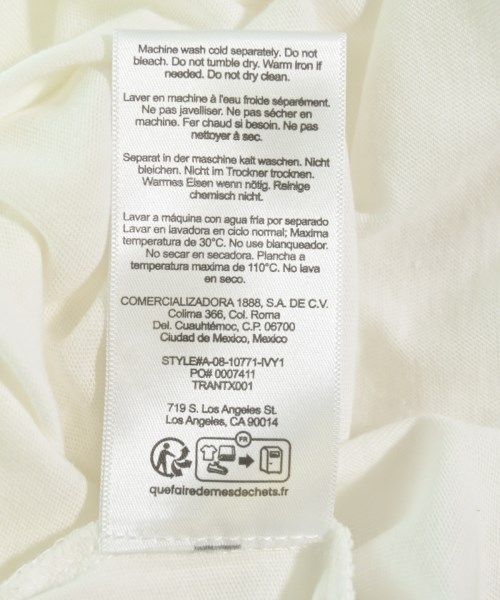 Machine wash cold separately. Do not
bleach. Do not tumble dry. Warm iron if
needed. Do not dry clean.
Laver en machine à l'eau froide séparément.
Ne pas javelliser. Ne pas sécher en
machine. Fer chaud si besoin. Ne pas
nettoyer à sec.
Separat in der maschine kalt waschen. Nicht
bleichen. Nicht im Trockner trocknen.
Warmes Eisen wenn nötig. Reinige
chemisch nicht.
Lavar a máquina con agua fria por separado
Lavar en lavadora en ciclo normal; Maxima
temperatura de 30°C. No use blanqueador.
No secar en secadora. Plancha a
temperatura maxima de 110°C. No lava
en seco.
COMERCIALIZADORA 1888, S.A. DE C.V.
Colima 366, Col. Roma
Del. Cuauhtémoc, C.P. 06700
Ciudad de Mexico, Mexico
STYLE#A-08-10771-IVY1
PO# 0007411
TRANTX001
719 S. Los Angeles St.
Los Angeles, CA 90014
FR
quefairedemesdechets.fr